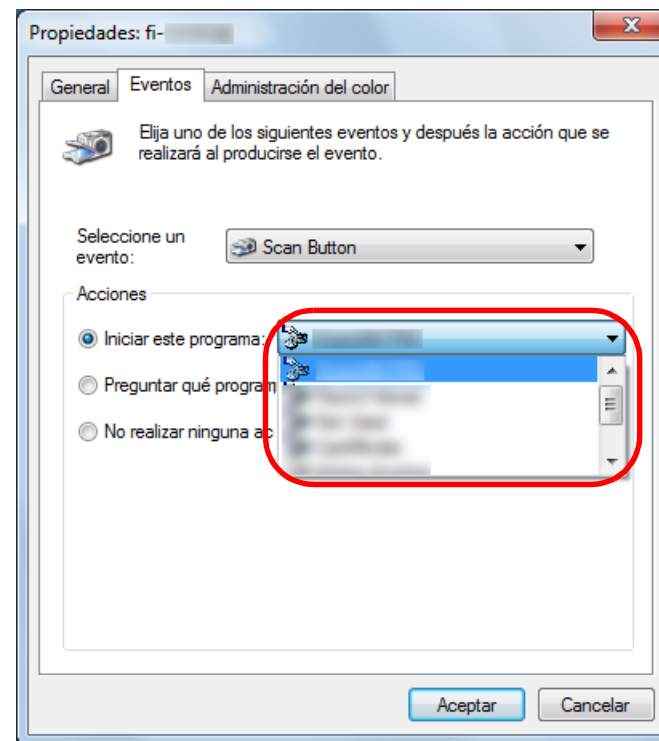 Propiedades: fi-
General Eventos Administración del color
Elija uno de los siguientes eventos y después la acción que se
realizará al producirse el evento.
Seleccione un
evento:
Scan Button
Acciones
Iniciar este programa:
Preguntar qué program
No realizar ninguna ac
Aceptar Cancelar